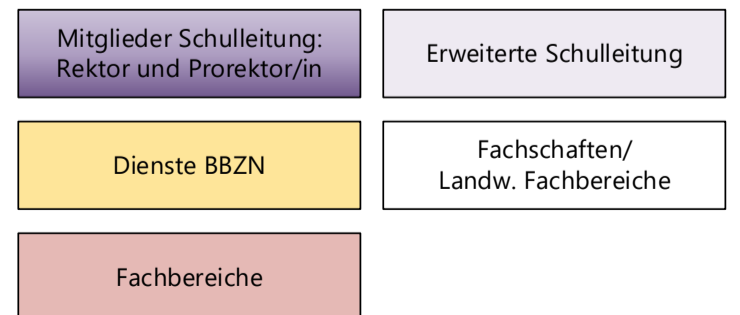 Mitglieder Schulleitung:
Rektor und Prorektor/in
Erweiterte Schulleitung
Dienste BBZN
Fachschaften/
Landw. Fachbereiche
Fachbereiche